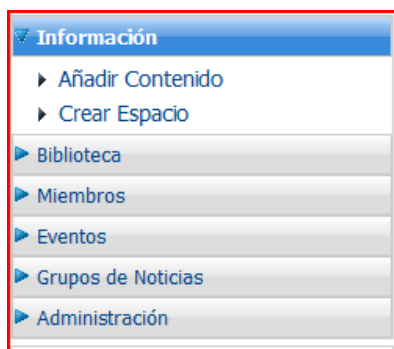 Información
Añadir Contenido
Crear Espacio
Biblioteca
Miembros
Eventos
Grupos de Noticias
Administración